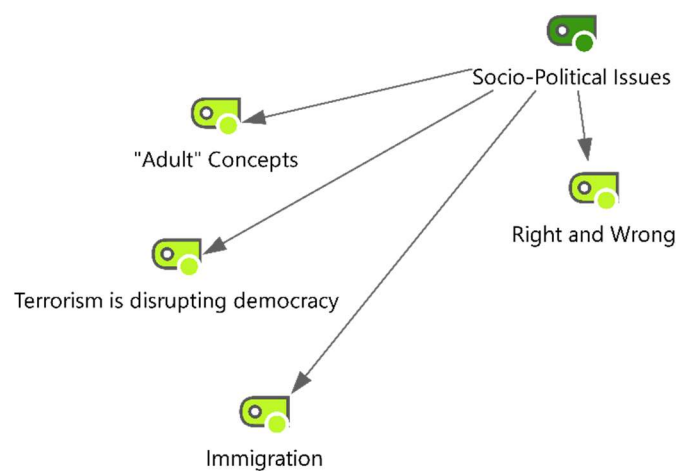 Socio-Political Issues
"Adult" Concepts
Right and Wrong
Terrorism is disrupting democracy
Immigration